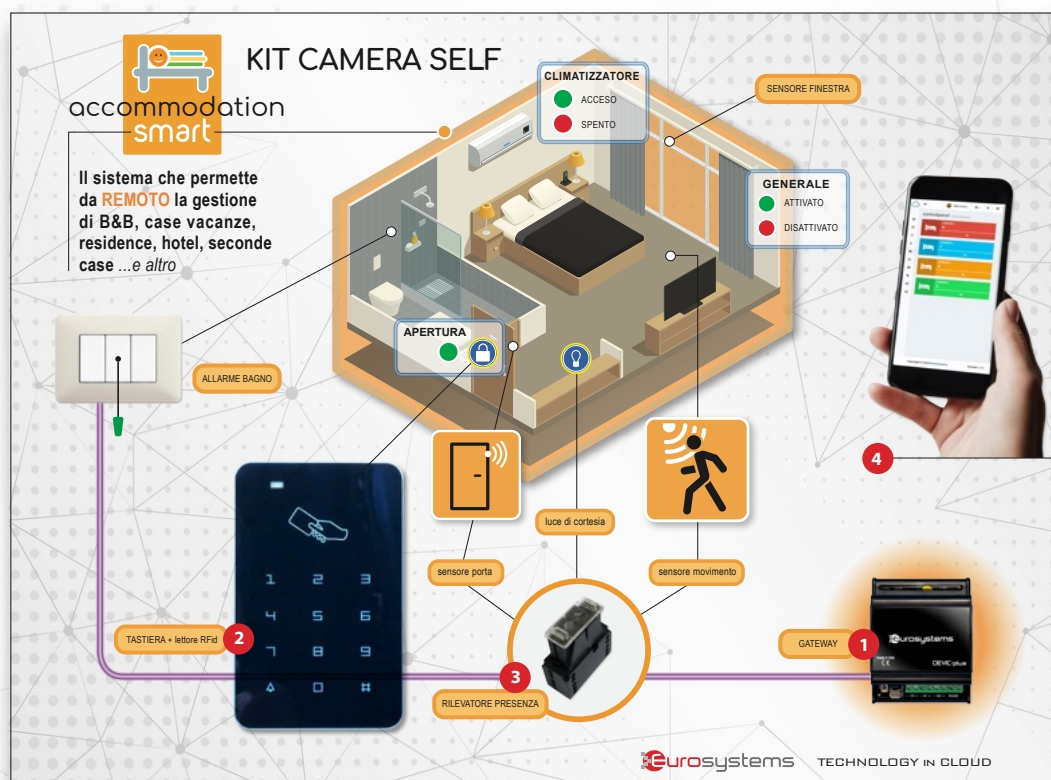 KIT CAMERA SELF
accommodation
smart
Il sistema che permette
da REMOTO la gestione
di B&B, case vacanze,
residence, hotel, seconde
case ...e altro
CLIMATIZZATORE
ACCESO
SPENTO
SENSORE FINESTRA
GENERALE
ATTIVATO
DISATTIVATO
APERTURA
ALLARME BAGNO
luce di cortesia
sensore porta
sensore movimento
4
1 2 3
4 5 6
7 8 9
0 #
TASTIERA + lettore RFid
2
3
RILEVATORE PRESENZA
GATEWAY
1
Eurosystems
CE
DEVIC-plus
Eurosystems
TECHNOLOGY IN CLOUD